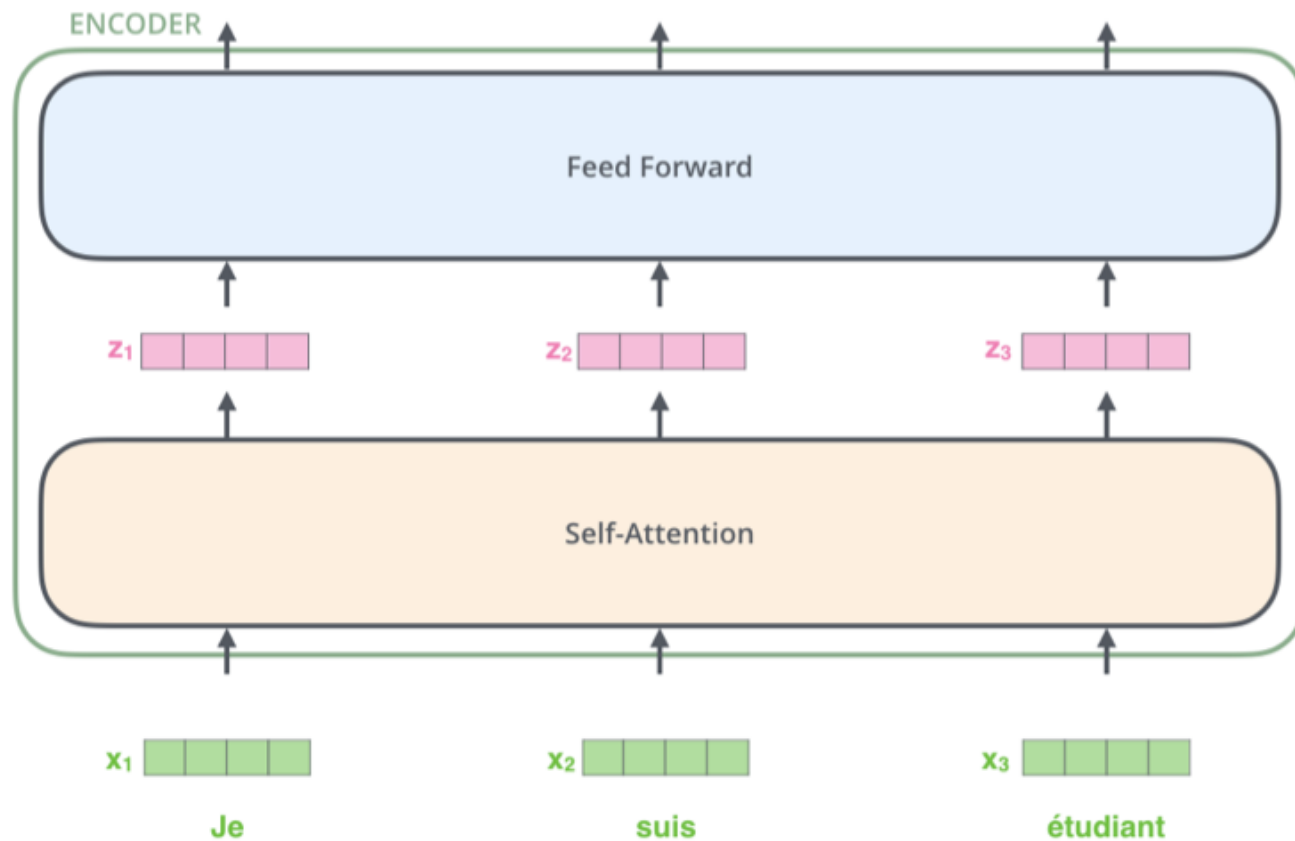 ENCODER
Feed Forward
z₁ z₂ z₃
Self-Attention
x₁ x₂ x₃
Je suis étudiant